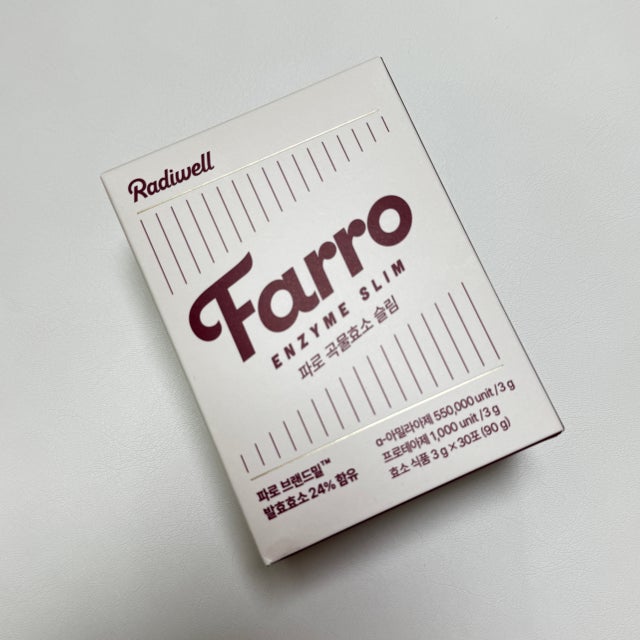 Radiwell
Farro
ENZYME SLIM
파로 곡물효소 슬림
파로 브랜드밀™
발효효소 24% 함유
α-아밀라아제 550,000 unit / 3 g
프로테아제 1,000 unit / 3 g
효소 식품 3 g × 30포 (90 g)